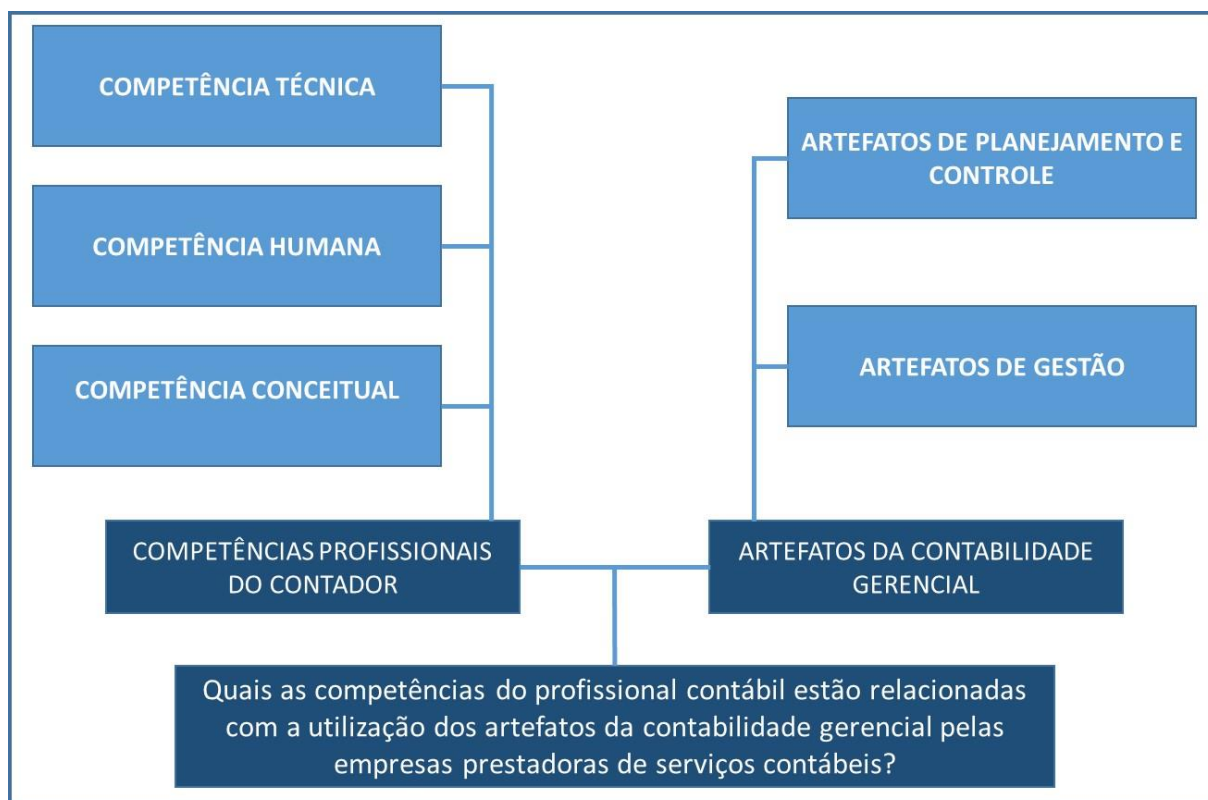 COMPETÊNCIA TÉCNICA
COMPETÊNCIA HUMANA
COMPETÊNCIA CONCEITUAL
ARTEFATOS DE PLANEJAMENTO E
CONTROLE
ARTEFATOS DE GESTÃO
COMPETÊNCIAS PROFISSIONAIS
DO CONTADOR
ARTEFATOS DA CONTABILIDADE
GERENCIAL
Quais as competências do profissional contábil estão relacionadas
com a utilização dos artefatos da contabilidade gerencial pelas
empresas prestadoras de serviços contábeis?